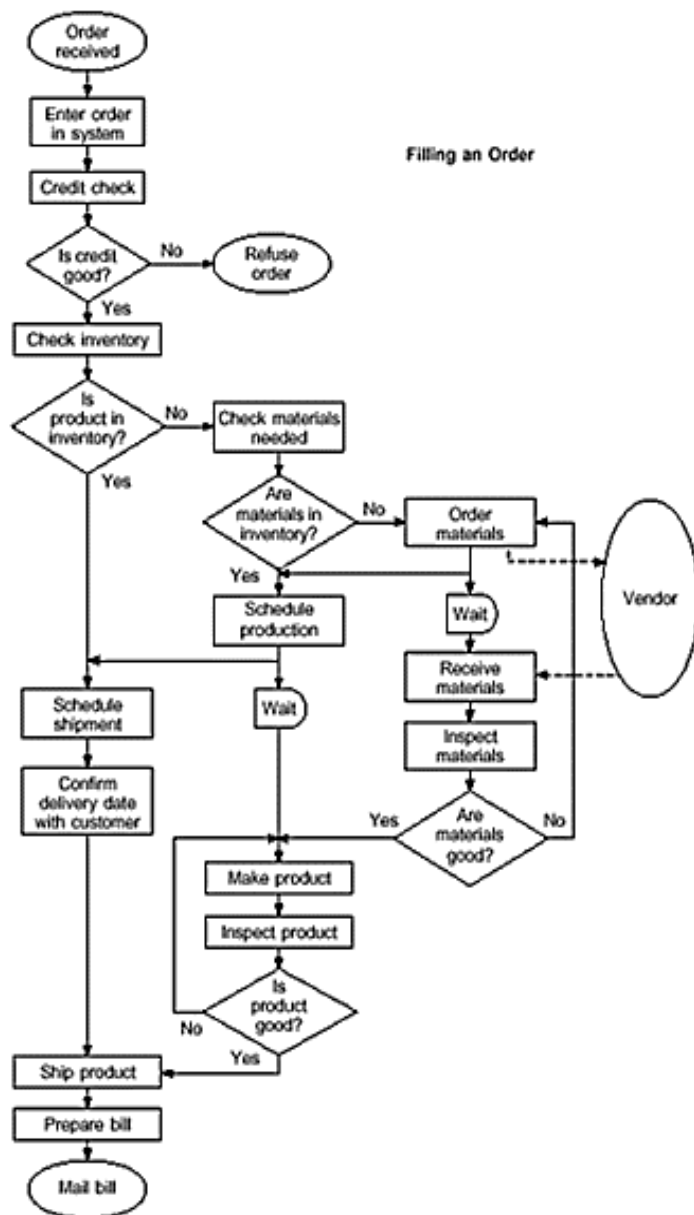 Order
received
Enter order
in system
Filling an Order
Credit check
Is credit
good?
No
Refuse
order
Yes
Check inventory
Is
product in
inventory?
No
Check materials
needed
Yes
Are
materials in
inventory?
No
Order
materials
Yes
Vendor
Schedule
production
Wait
Receive
materials
Schedule
shipment
Wait
Inspect
materials
Confirm
delivery date
with customer
Yes
Are
materials
good?
No
Make product
Inspect product
Is
product
good?
No
Yes
Ship product
Prepare bill
Mail bill